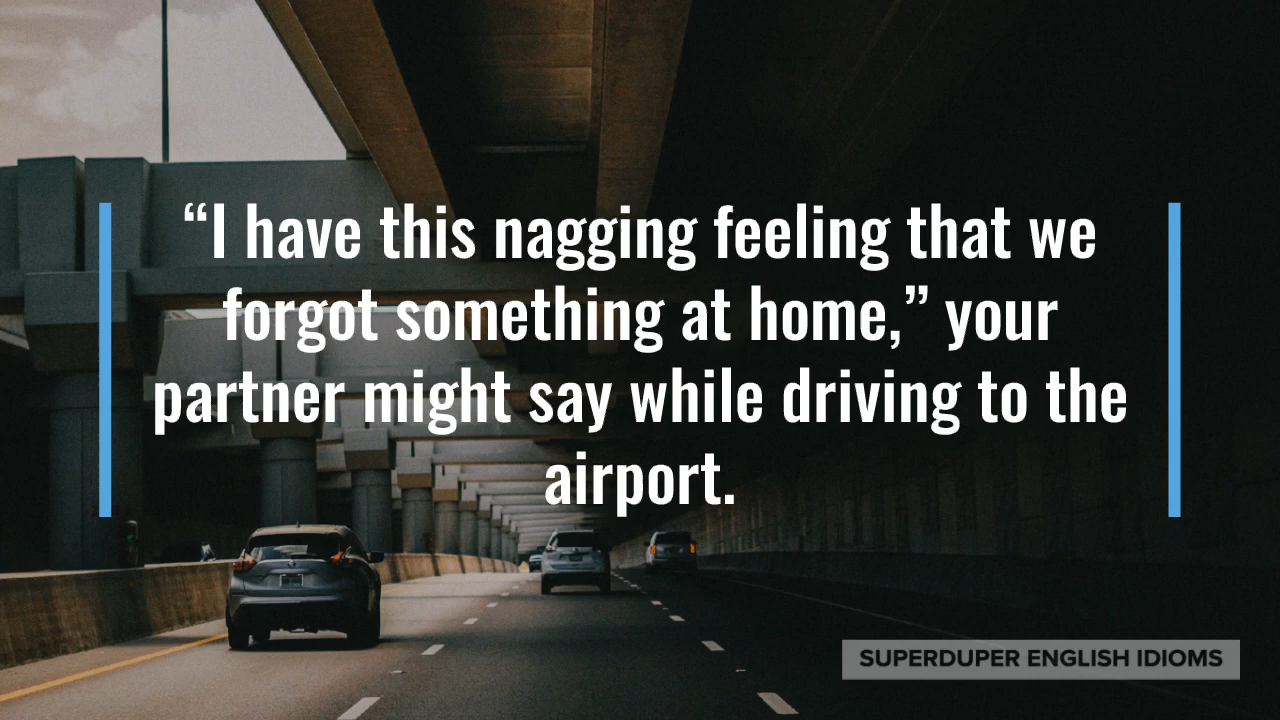 “I have this nagging feeling that we
forgot something at home,” your
partner might say while driving to the
airport.
SUPERDUPER ENGLISH IDIOMS